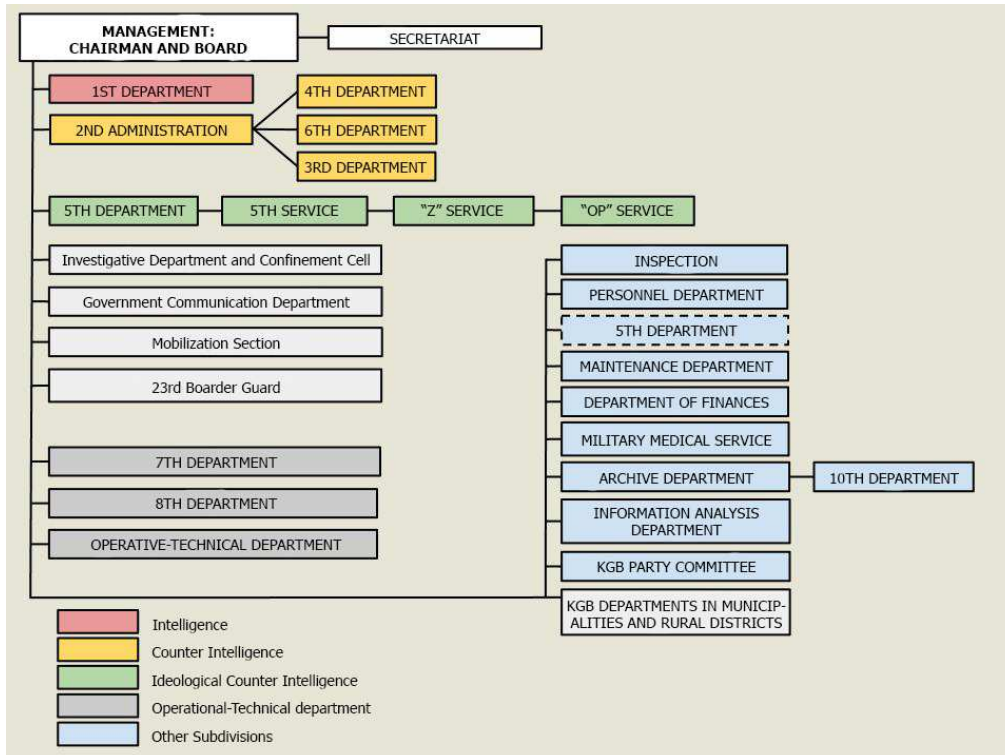 MANAGEMENT:
CHAIRMAN AND BOARD
SECRETARIAT
1ST DEPARTMENT
2ND ADMINISTRATION
4TH DEPARTMENT
6TH DEPARTMENT
3RD DEPARTMENT
5TH DEPARTMENT
5TH SERVICE
"Z" SERVICE
"OP" SERVICE
Investigative Department and Confinement Cell
Government Communication Department
Mobilization Section
23rd Boarder Guard
7TH DEPARTMENT
8TH DEPARTMENT
OPERATIVE-TECHNICAL DEPARTMENT
INSPECTION
PERSONNEL DEPARTMENT
5TH DEPARTMENT
MAINTENANCE DEPARTMENT
DEPARTMENT OF FINANCES
MILITARY MEDICAL SERVICE
ARCHIVE DEPARTMENT
10TH DEPARTMENT
INFORMATION ANALYSIS
DEPARTMENT
KGB PARTY COMMITTEE
KGB DEPARTMENTS IN MUNICIP-
ALITIES AND RURAL DISTRICTS
Intelligence
Counter Intelligence
Ideological Counter Intelligence
Operational-Technical department
Other Subdivisions